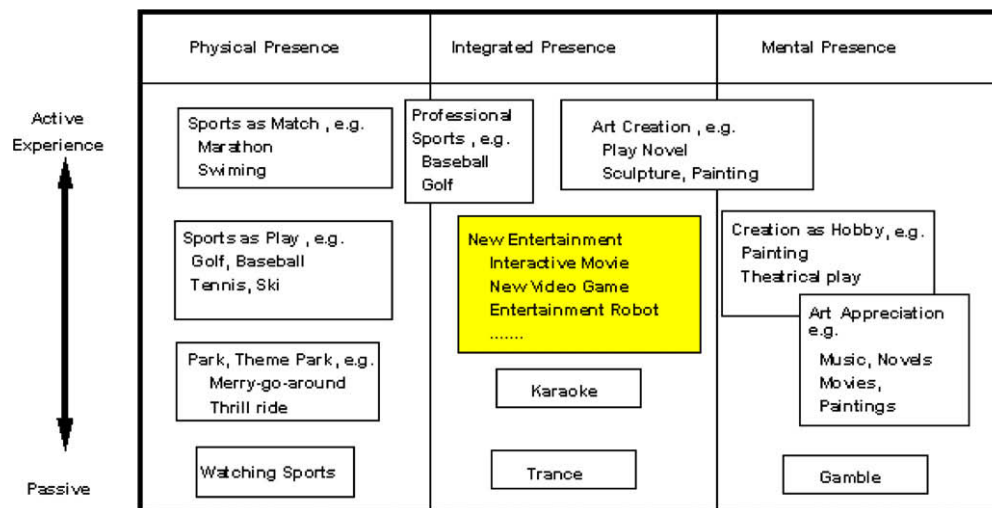 Physical Presence
Integrated Presence
Mental Presence
Active
Experience
Sports as Match , e.g.
Marathon
Swiming
Professional
Sports , e.g.
Baseball
Golf
Art Creation , e.g.
Play Novel
Sculpture, Painting
Sports as Play , e.g.
Golf, Baseball
Tennis, Ski
New Entertainment
Interactive Movie
New Video Game
Entertainment Robot
.......
Creation as Hobby, e.g.
Painting
Theatrical play
Art Appreciation
e.g.
Music, Novels
Movies,
Paintings
Park, Theme Park, e.g.
Merry-go-around
Thrill ride
Karaoke
Watching Sports
Trance
Gamble
Passive